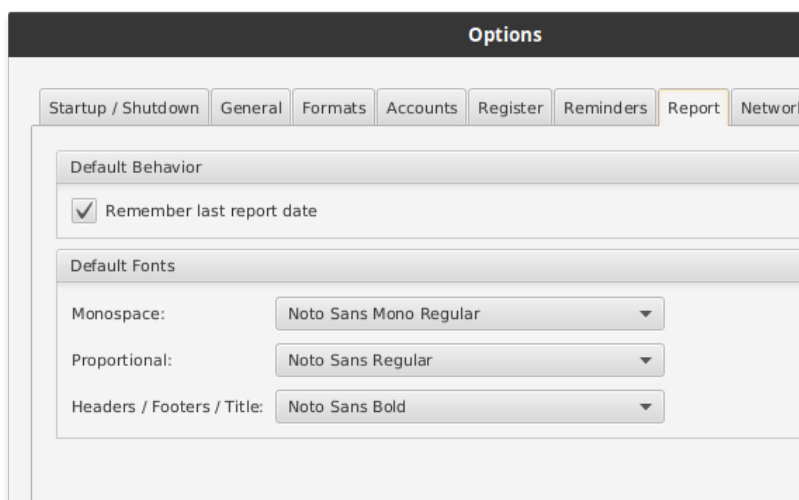 Options
Startup / Shutdown General Formats Accounts Register Reminders Report
Default Behavior
Remember last report date
Default Fonts
Monospace: Noto Sans Mono Regular
Proportional: Noto Sans Regular
Headers / Footers / Title: Noto Sans Bold